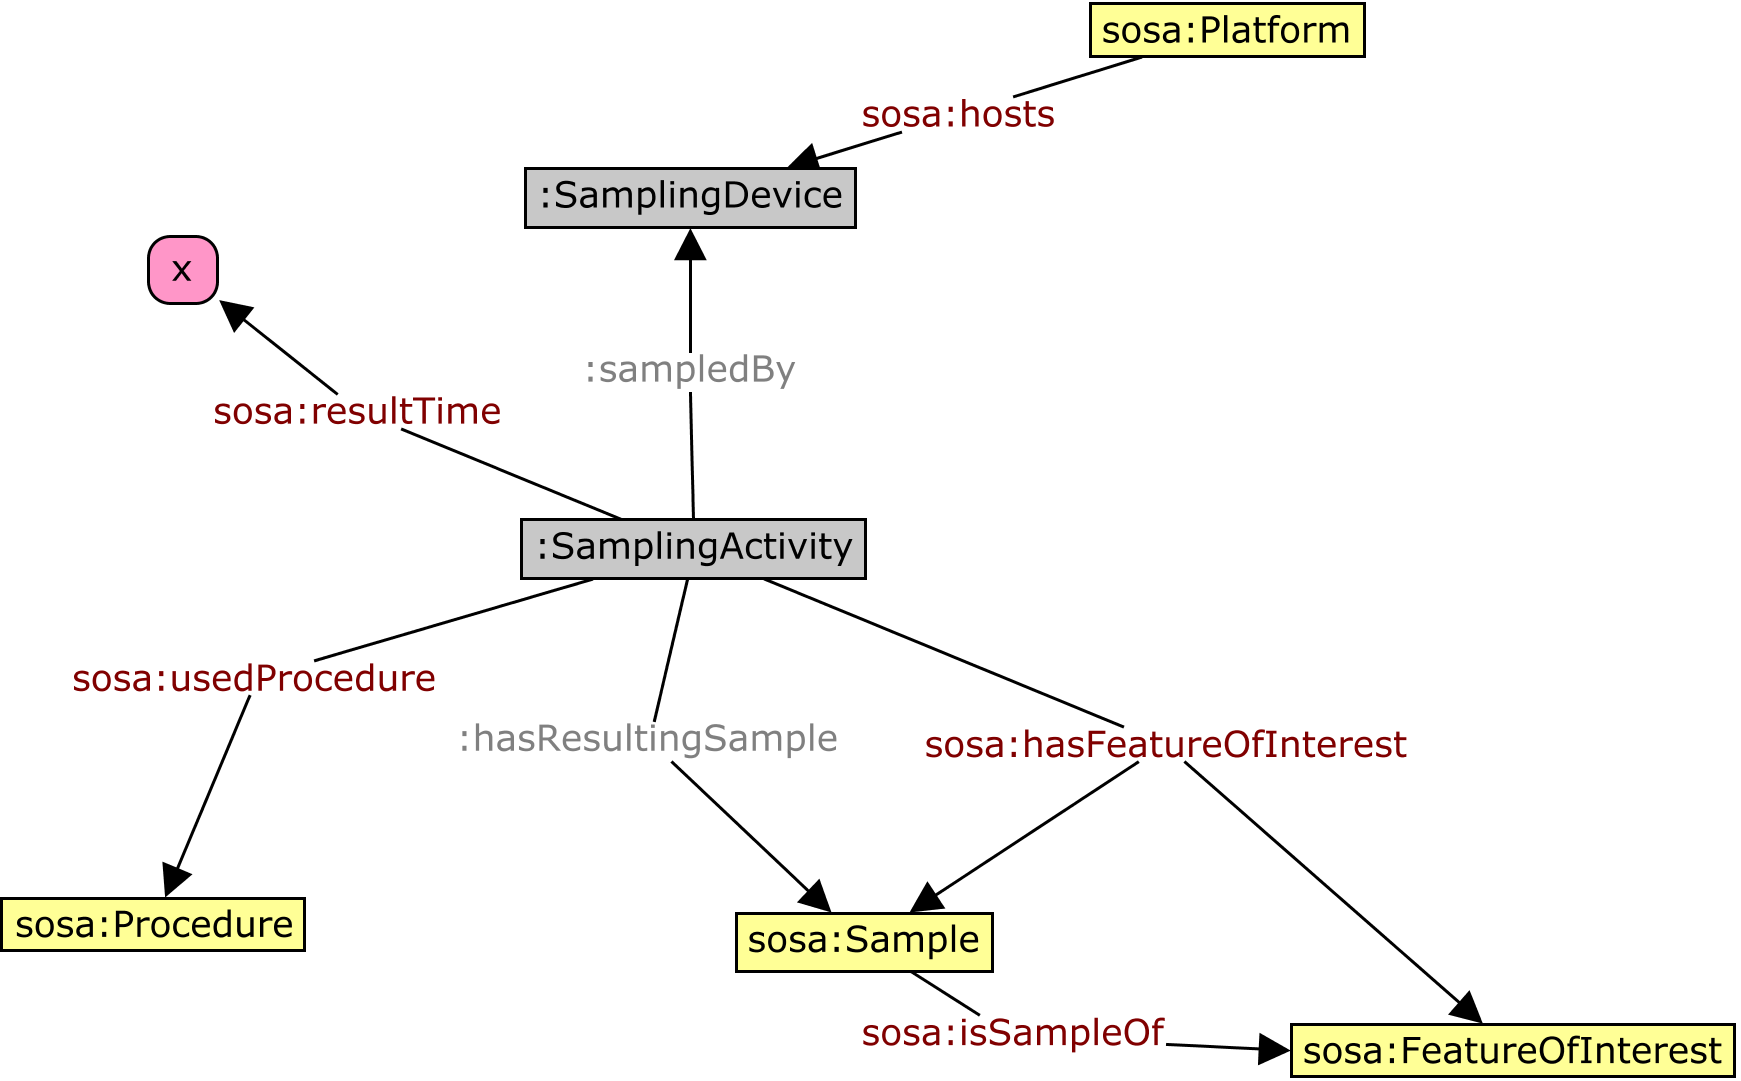 sosa:Platform
sosa:hosts
:SamplingDevice
x
:sampledBy
sosa:resultTime
:SamplingActivity
sosa:usedProcedure
:hasResultingSample
sosa:hasFeatureOfInterest
sosa:Procedure
sosa:Sample
sosa:isSampleOf
sosa:FeatureOfInterest